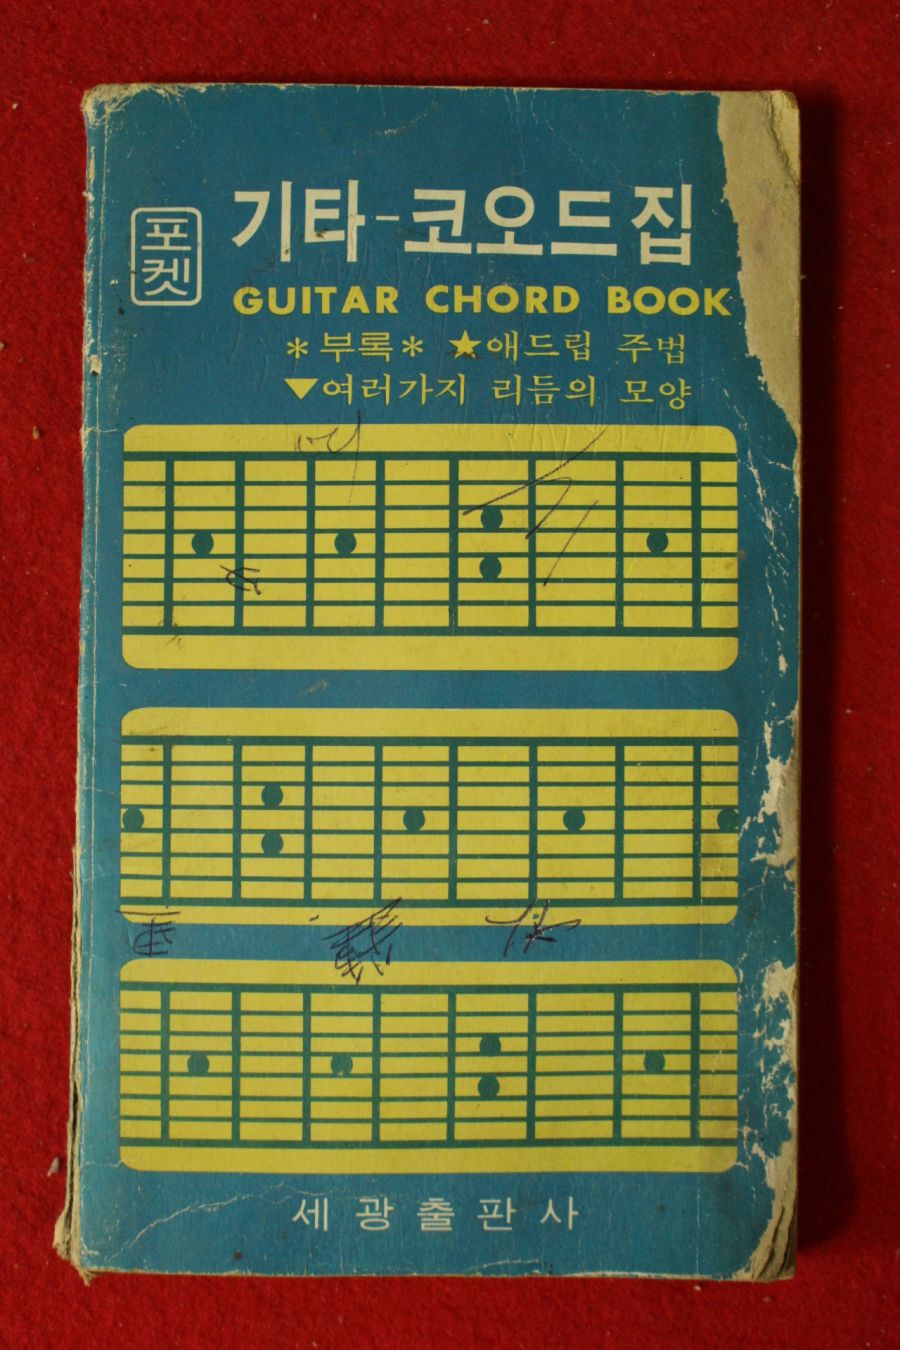 포켓
기타-코오드집
GUITAR CHORD BOOK
*부록* ★애드립 주법
▼여러가지 리듬의 모양
세광출판사